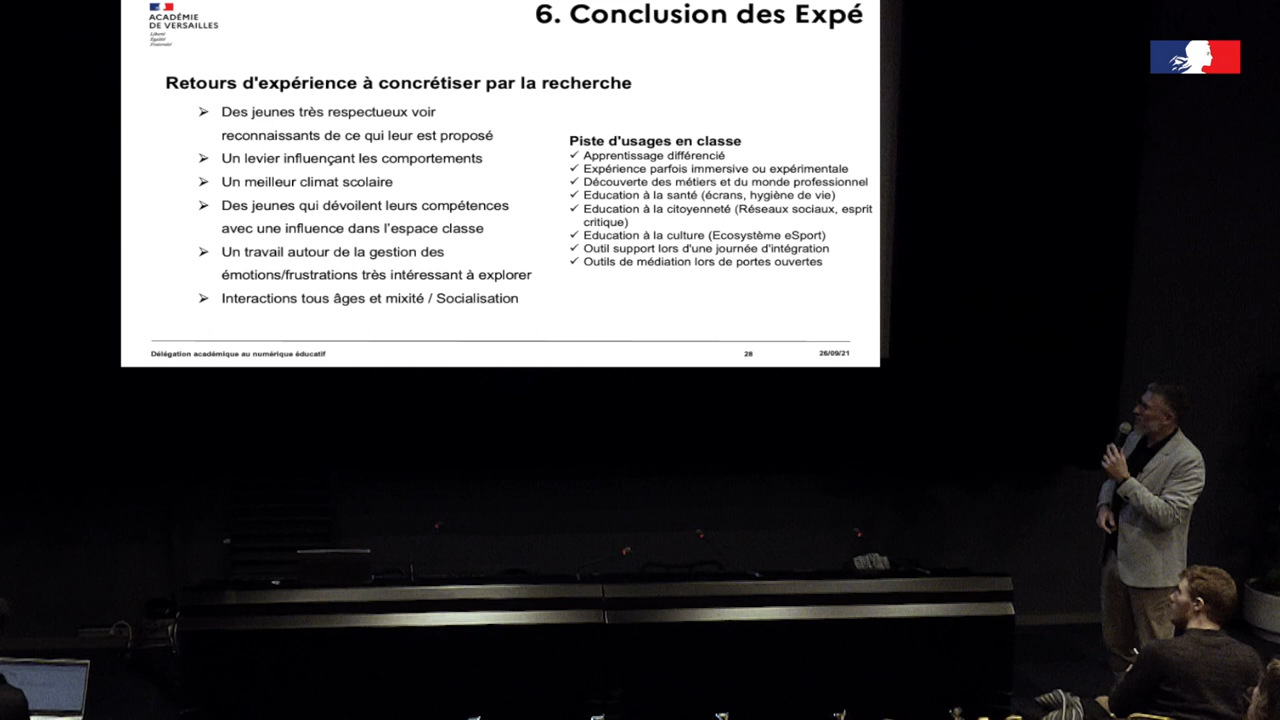 ACADÉMIE
DE VERSAILLES
Liberté
Égalité
Fraternité
6. Conclusion des Expé
Retours d'expérience à concrétiser par la recherche
Des jeunes très respectueux voir
reconnaissants de ce qui leur est proposé
Un levier influençant les comportements
Un meilleur climat scolaire
Des jeunes qui dévoilent leurs compétences
avec une influence dans l'espace classe
Un travail autour de la gestion des
émotions/frustrations très intéressant à explorer
Interactions tous âges et mixité / Socialisation
Piste d'usages en classe
Apprentissage différencié
Expérience parfois immersive ou expérimentale
Découverte des métiers et du monde professionnel
Education à la santé (écrans, hygiène de vie)
Education à la citoyenneté (Réseaux sociaux, esprit
critique)
Education à la culture (Ecosystème eSport)
Outil support lors d'une journée d'intégration
Outils de médiation lors de portes ouvertes
Délégation académique au numérique éducatif
28
26/09/21